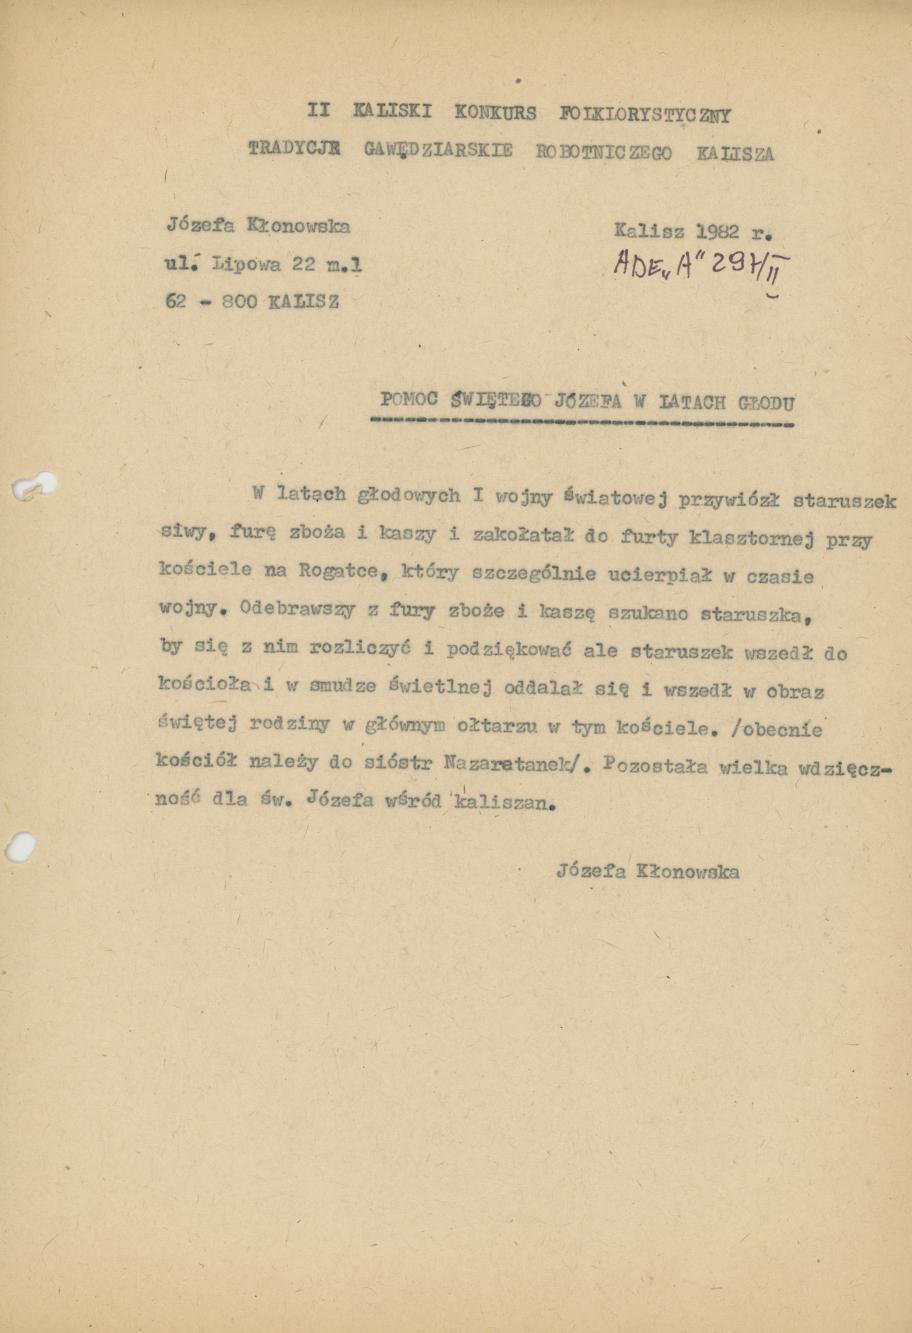 II KALISKI KONKURS FOLKLORYSTYCZNY
TRADYCJE GAWĘDZIARSKIE ROBOTNICZEGO KALISZA
Józefa Kłonowska
Kalisz 1982 r.
ul. Lipowa 22 m.1
ADE„A" 297/II
62 - 800 KALISZ
POMOC ŚWIĘTEGO JÓZEFA W LATACH GŁODU
W latach głodowych I wojny światowej przywiózł staruszek
siwy, furę zboża i kaszy i zakołatał do furty klasztornej przy
kościele na Rogatce, który szczególnie ucierpiał w czasie
wojny. Odebrawszy z fury zboże i kaszę szukano staruszka,
by się z nim rozliczyć i podziękować ale staruszek wszedł do
kościoła i w smudze świetlnej oddalał się i wszedł w obraz
świętej rodziny w głównym ołtarzu w tym kościele. /obecnie
kościół należy do sióstr Nazaretanek/. Pozostała wielka wdzięcz-
ność dla św. Józefa wśród kaliszan.
Józefa Kłonowska